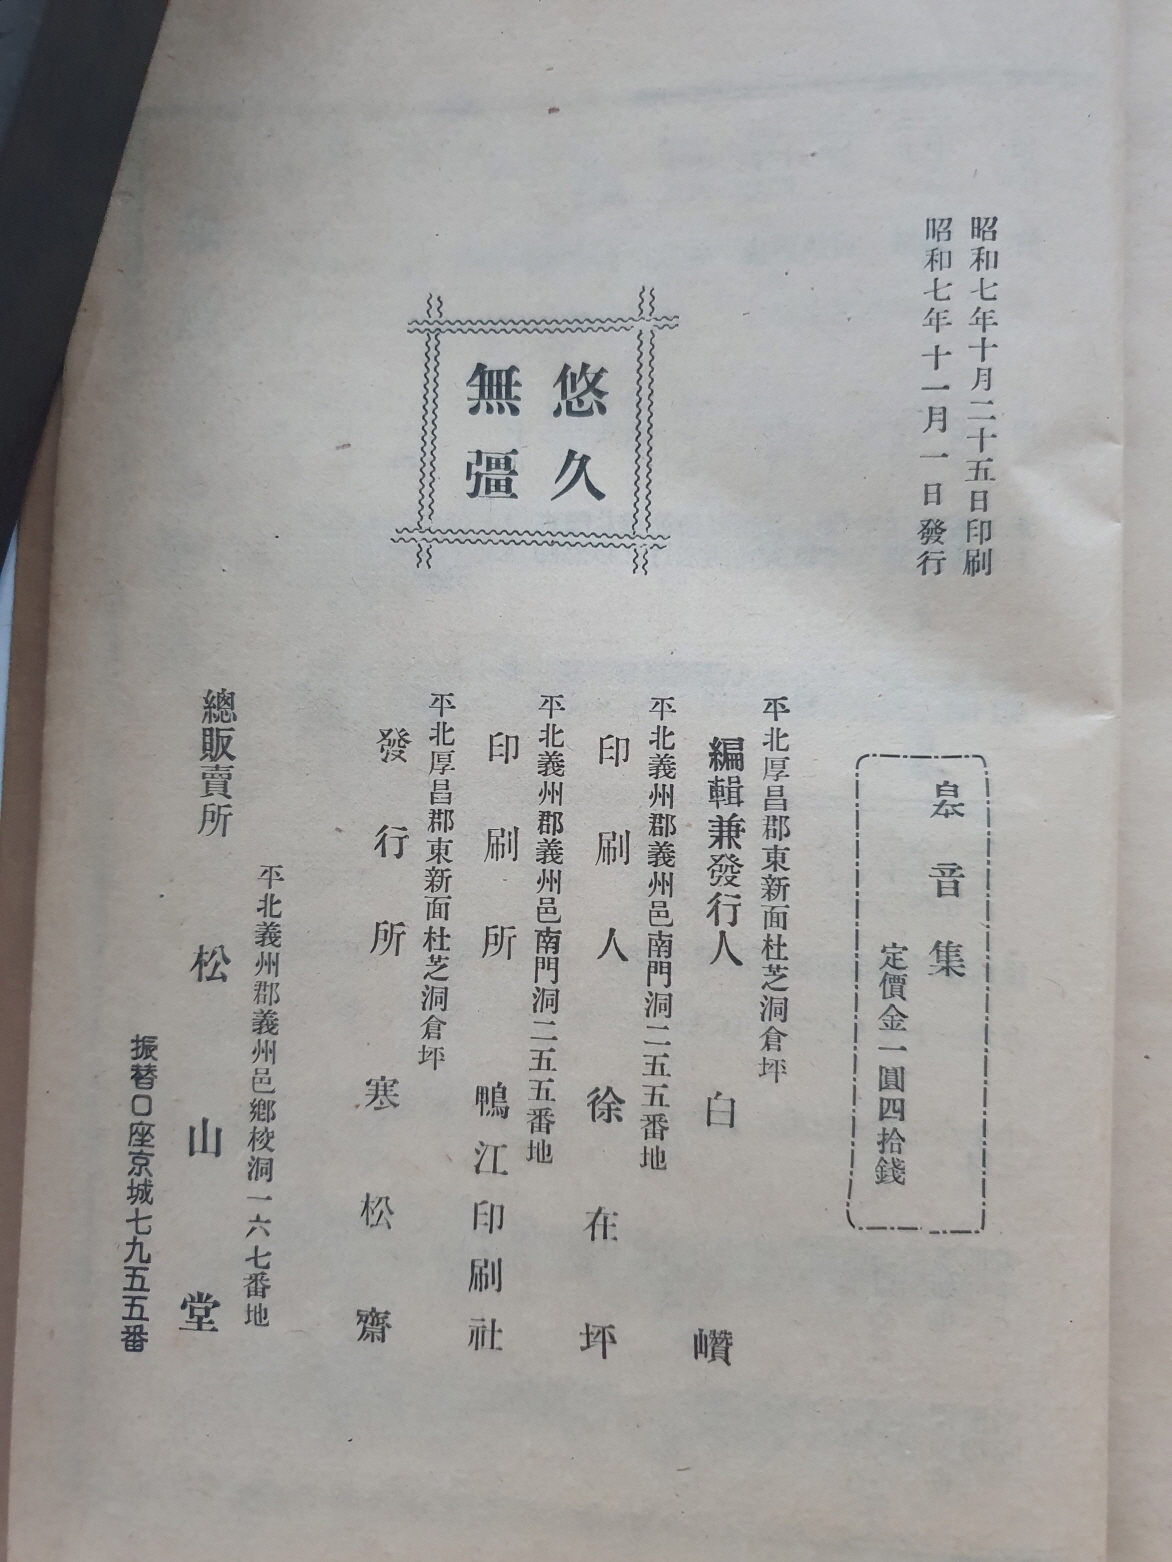 昭和七年十月二十五日印刷
昭和七年十一月一日發行
悠久
無彊
皐音集
定價金一圓四拾錢
平北厚昌郡東新面杜芝洞倉坪
編輯兼發行人 白巑
平北義州郡義州邑南門洞二五五番地
印刷人 徐在坪
平北義州郡義州邑南門洞二五五番地
印刷所 鴨江印刷社
平北厚昌郡東新面杜芝洞倉坪
發行所 寒松齋
平北義州郡義州邑鄕校洞一六七番地
總販賣所 松山堂
振替口座京城七九五五番